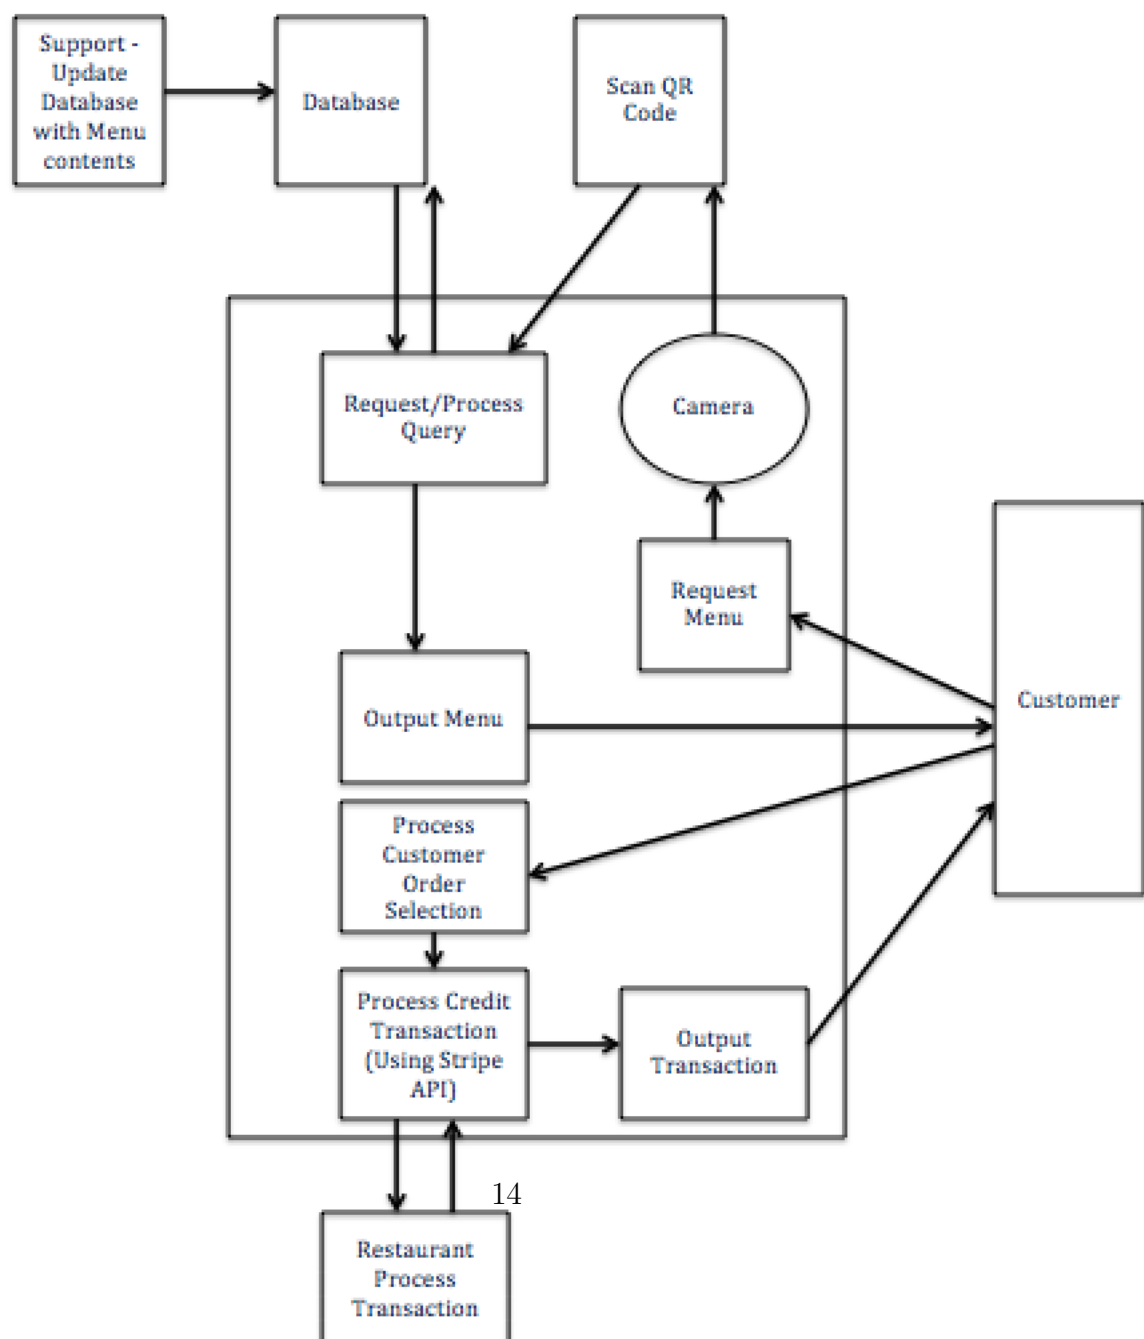 Support -
Update
Database
with Menu
contents
Database
Scan QR
Code
Request/Process
Query
Camera
Request
Menu
Customer
Output Menu
Process
Customer
Order
Selection
Process Credit
Transaction
(Using Stripe
API)
Output
Transaction
14
Restaurant
Process
Transaction